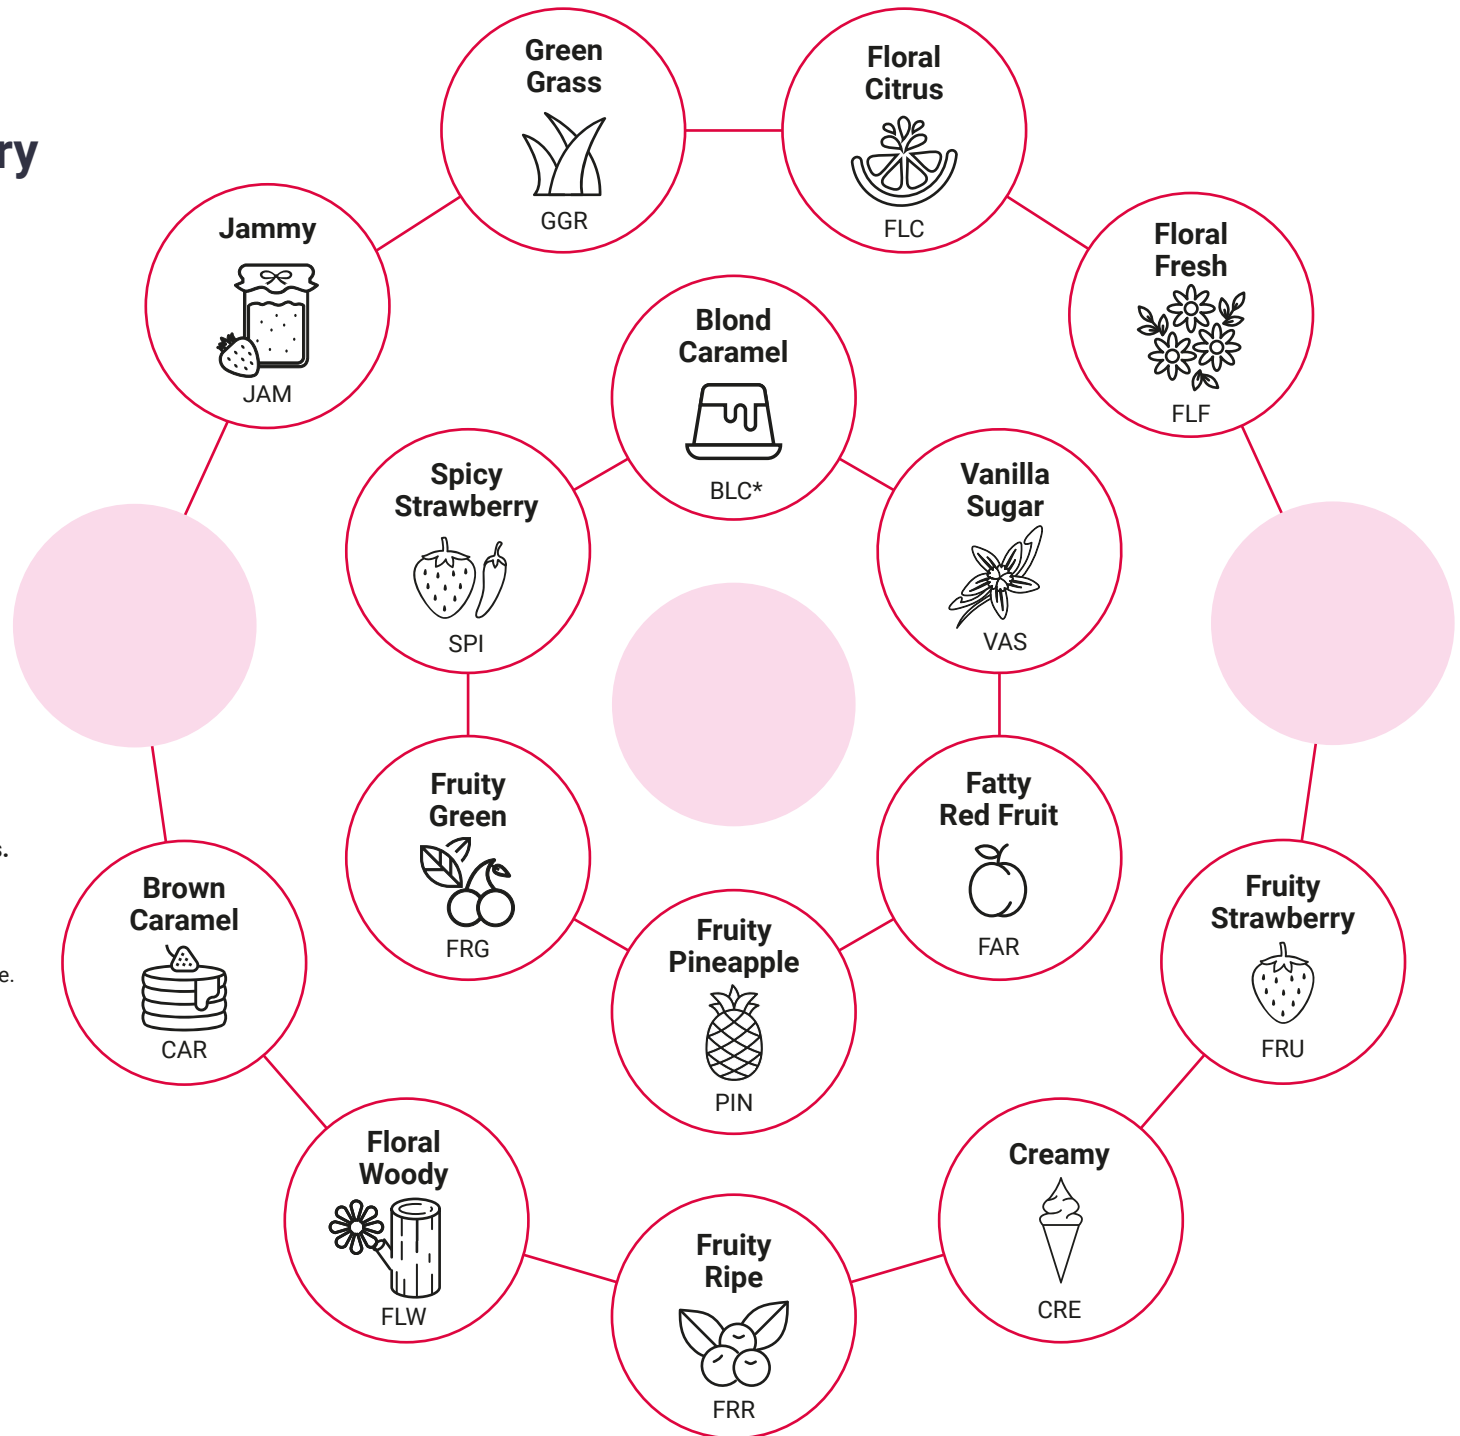 ry
Green
Grass
GGR
Floral
Citrus
FLC
Jammy
JAM
Floral
Fresh
FLF
Blond
Caramel
BLC*
Spicy
Strawberry
SPI
Vanilla
Sugar
VAS
Fruity
Green
FRG
Fatty
Red Fruit
FAR
s.
Brown
Caramel
CAR
e.
Fruity
Strawberry
FRU
Fruity
Pineapple
PIN
Floral
Woody
FLW
Creamy
CRE
Fruity
Ripe
FRR